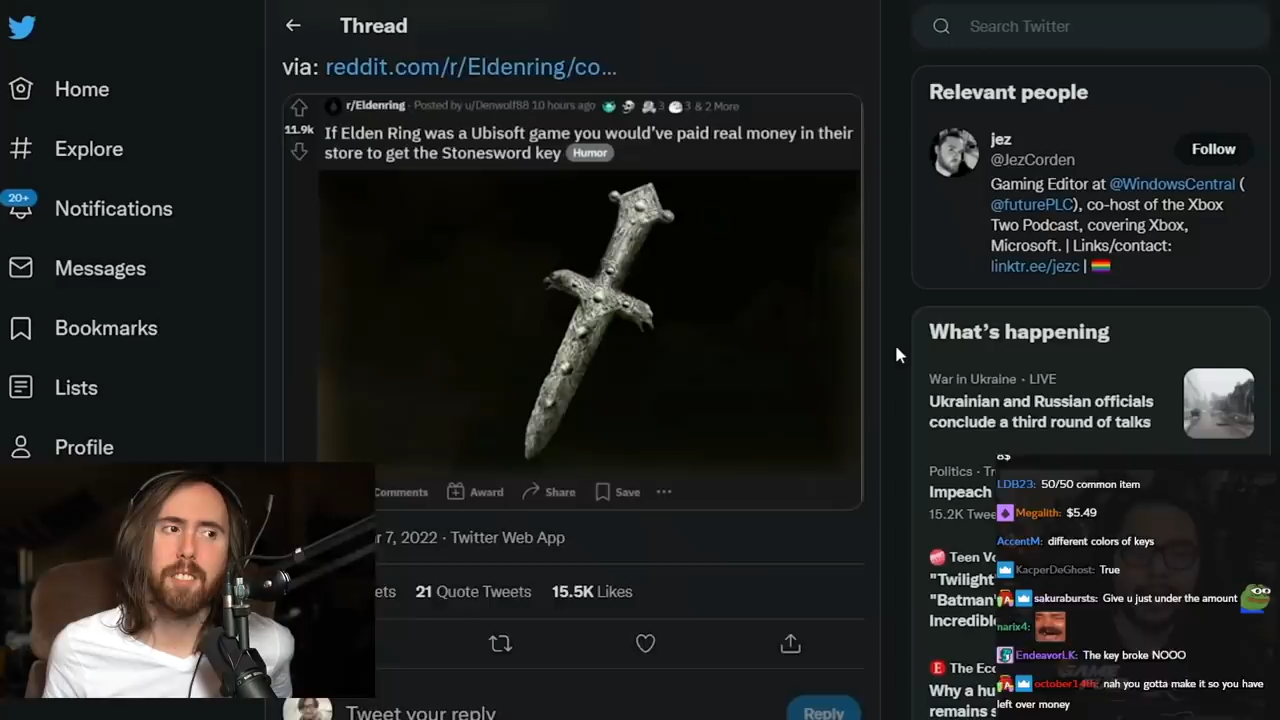 Home
Explore
20+
Notifications
Messages
Bookmarks
Lists
Profile
Thread
via: reddit.com/r/Eldenring/co...
r/Eldenring · Posted by u/Denwolf88 10 hours ago 3 3 & 2 More
11.9k
If Elden Ring was a Ubisoft game you would've paid real money in their
store to get the Stonesword key Humor
Comments Award Share Save
7, 2022 · Twitter Web App
21 Quote Tweets 15.5K Likes
Tweet your reply
Reply
Search Twitter
Relevant people
jez
@JezCorden
Follow
Gaming Editor at @WindowsCentral (
@futurePLC), co-host of the Xbox
Two Podcast, covering Xbox,
Microsoft. | Links/contact:
linktr.ee/jezc |
What's happening
War in Ukraine · LIVE
Ukrainian and Russian officials
conclude a third round of talks
Politics ·
Impeach
15.2K
Teen
"Twilight
"Batman'
The
remains
LDB23: 50/50 common item
Megalith: $5.49
AccentM: different colors of keys
KacperDeGhost: True
sakurabursts: Give u just under the amount
narix4:
EndeavorLK: The key broke NOOO
october14th: nah you gotta make it so you have
left over money